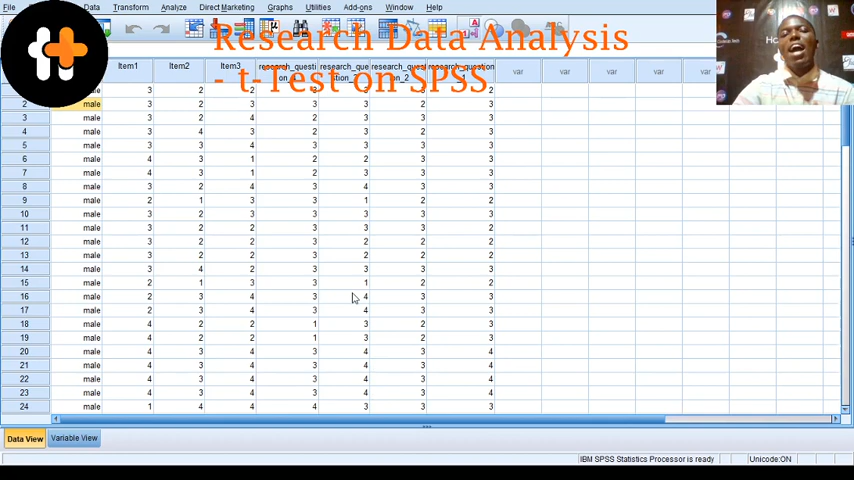 File Data Transform Analyze Direct Marketing Graphs Utilities Add-ons Window Help
Research Data Analysis
- t-Test on SPSS
Item1 Item2 Item3 var var var var
2 male 3 2 3 2 3 2 3
3 male 3 2 4 2 3 3 3
4 male 3 4 3 2 3 2 3
5 male 3 3 4 3 3 3 3
6 male 4 3 1 2 2 3 3
7 male 4 3 1 2 3 3 3
8 male 3 2 4 3 4 3 3
9 male 2 1 3 3 1 2 2
10 male 3 2 3 3 3 3 3
11 male 3 2 2 3 3 3 2
12 male 3 2 2 3 2 2 2
13 male 3 2 2 3 2 2 2
14 male 3 4 2 3 3 3 3
15 male 2 1 3 3 1 2 2
16 male 2 3 4 3 4 3 3
17 male 2 3 4 3 4 3 3
18 male 4 2 2 1 3 2 3
19 male 4 2 2 1 3 2 3
20 male 4 3 4 3 4 3 4
21 male 4 3 4 3 4 3 4
22 male 4 3 4 3 4 3 4
23 male 4 3 4 3 4 3 4
24 male 1 4 4 4 3 3 3
Data View Variable View
IBM SPSS Statistics Processor is ready Unicode:ON